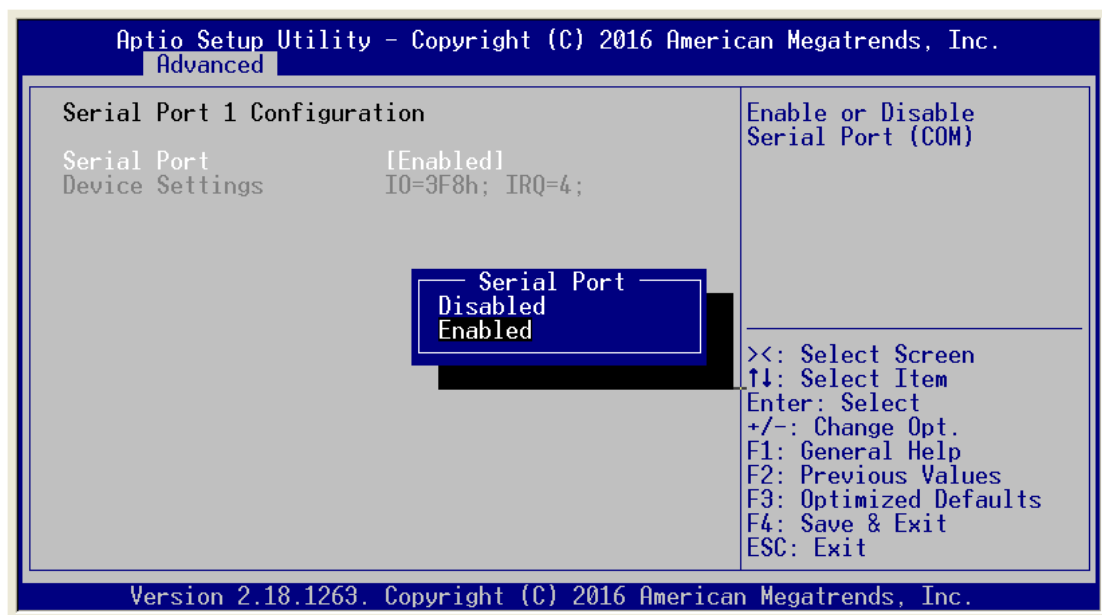 Aptio Setup Utility – Copyright (C) 2016 American Megatrends, Inc.
Advanced
Serial Port 1 Configuration
Serial Port [Enabled]
Device Settings IO=3F8h; IRQ=4;
Serial Port
Disabled
Enabled
Enable or Disable
Serial Port (COM)
><: Select Screen
↑↓: Select Item
Enter: Select
+/-: Change Opt.
F1: General Help
F2: Previous Values
F3: Optimized Defaults
F4: Save & Exit
ESC: Exit
Version 2.18.1263. Copyright (C) 2016 American Megatrends, Inc.